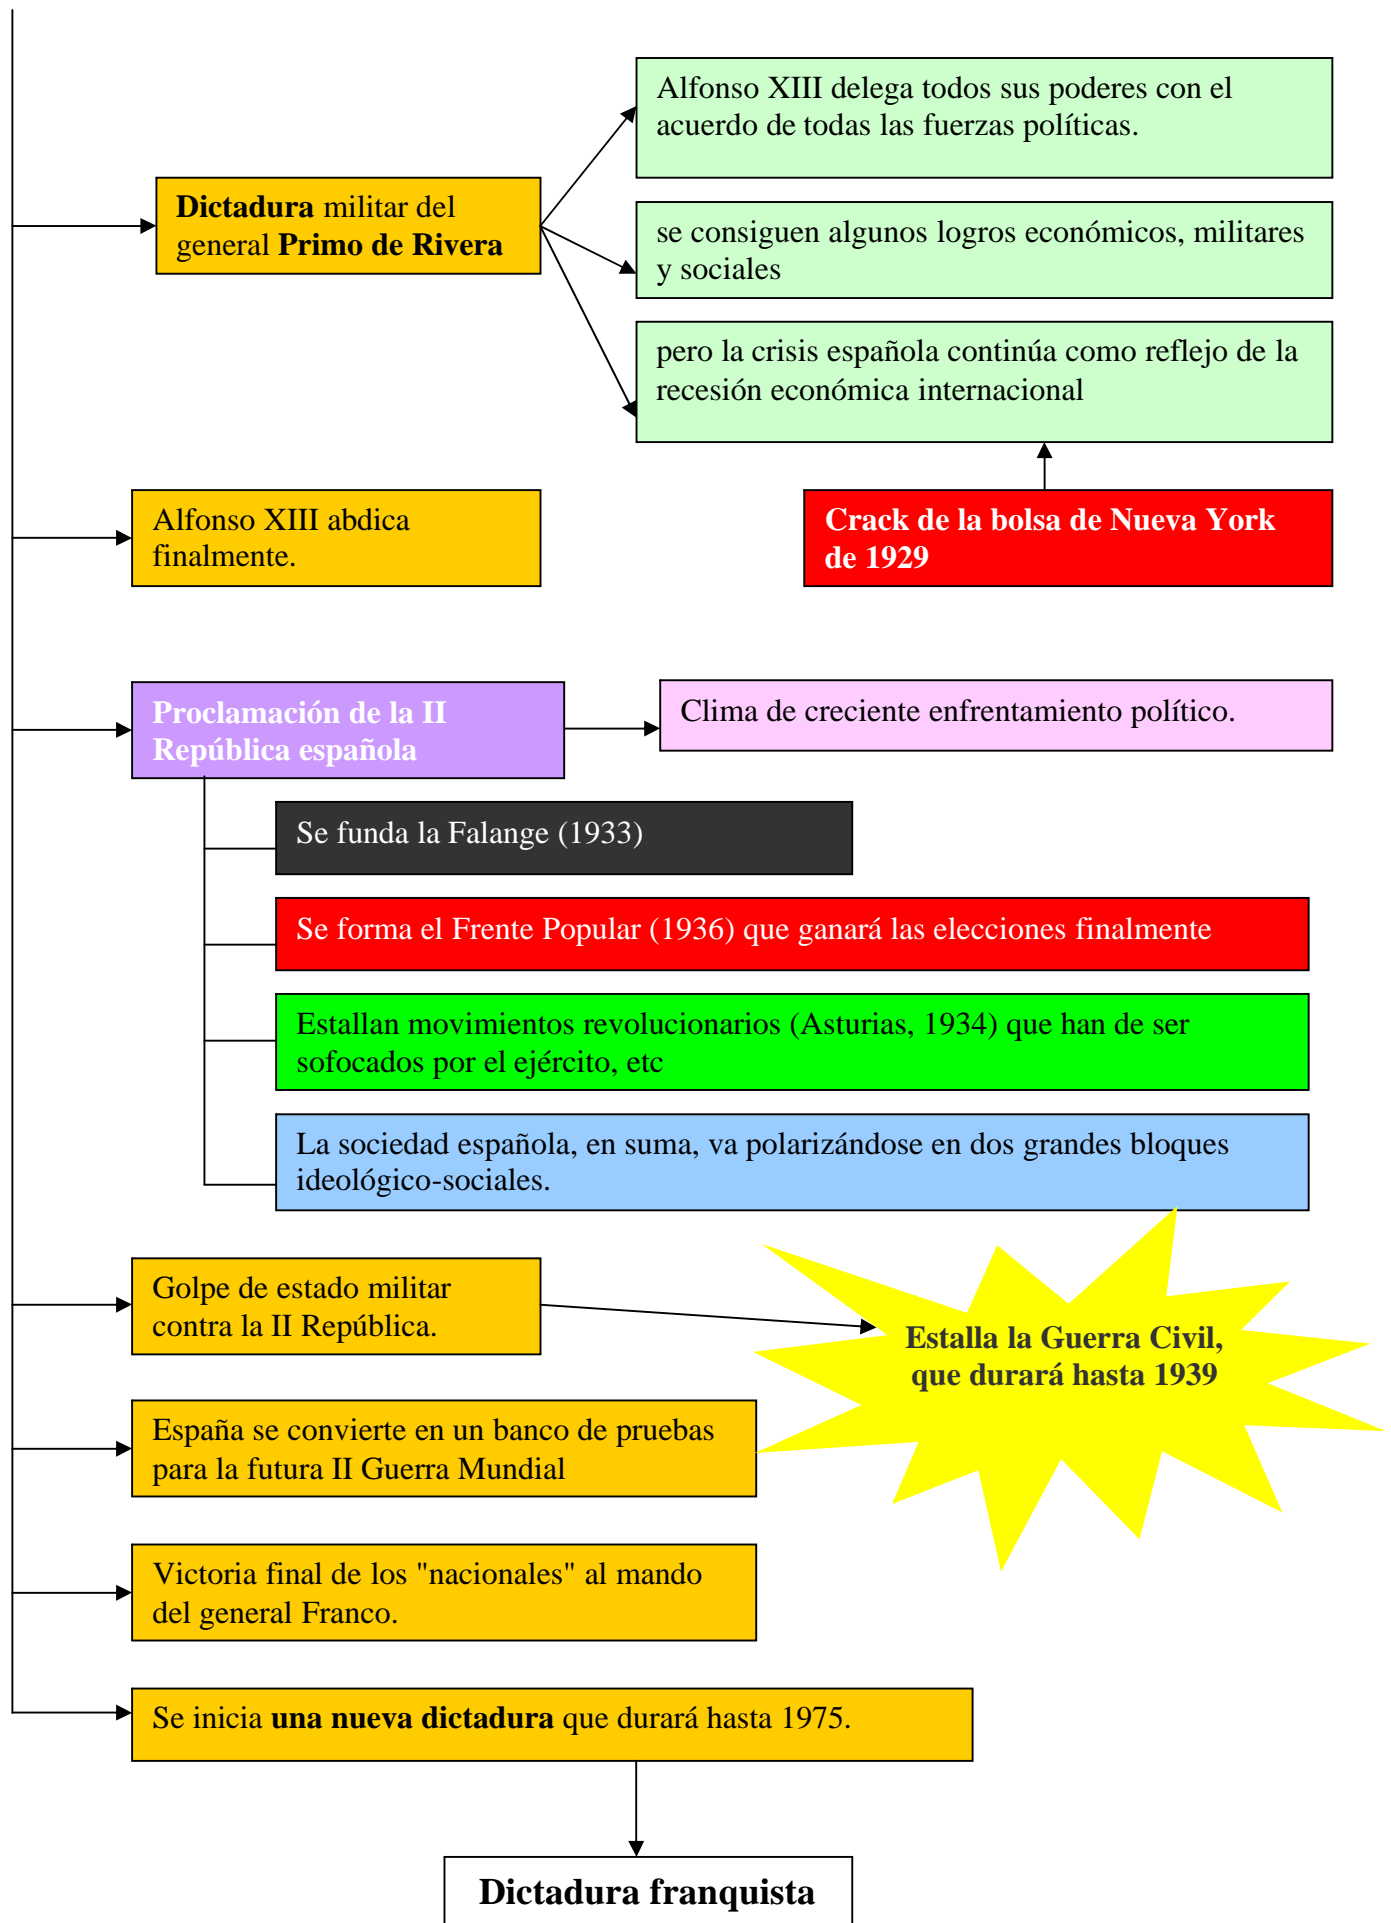 Alfonso XIII delega todos sus poderes con el
acuerdo de todas las fuerzas políticas.
Dictadura militar del
general Primo de Rivera
se consiguen algunos logros económicos, militares
y sociales
pero la crisis española continúa como reflejo de la
recesión económica internacional
Alfonso XIII abdica
finalmente.
Crack de la bolsa de Nueva York
de 1929
Proclamación de la II
República española
Clima de creciente enfrentamiento político.
Se funda la Falange (1933)
Se forma el Frente Popular (1936) que ganará las elecciones finalmente
Estallan movimientos revolucionarios (Asturias, 1934) que han de ser
sofocados por el ejército, etc
La sociedad española, en suma, va polarizándose en dos grandes bloques
ideológico-sociales.
Golpe de estado militar
contra la II República.
Estalla la Guerra Civil,
que durará hasta 1939
España se convierte en un banco de pruebas
para la futura II Guerra Mundial
Victoria final de los "nacionales" al mando
del general Franco.
Se inicia una nueva dictadura que durará hasta 1975.
Dictadura franquista